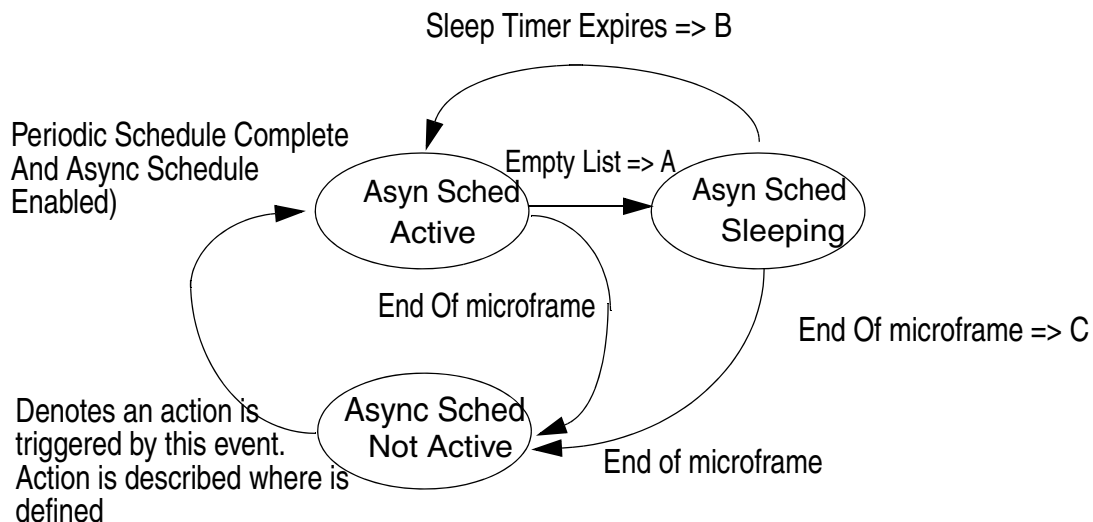 Sleep Timer Expires => B
Periodic Schedule Complete
And Async Schedule
Enabled)
Empty List => A
Asyn Sched
Active
Asyn Sched
Sleeping
End Of microframe
End Of microframe => C
Async Sched
Not Active
Denotes an action is
triggered by this event.
Action is described where is
defined
End of microframe